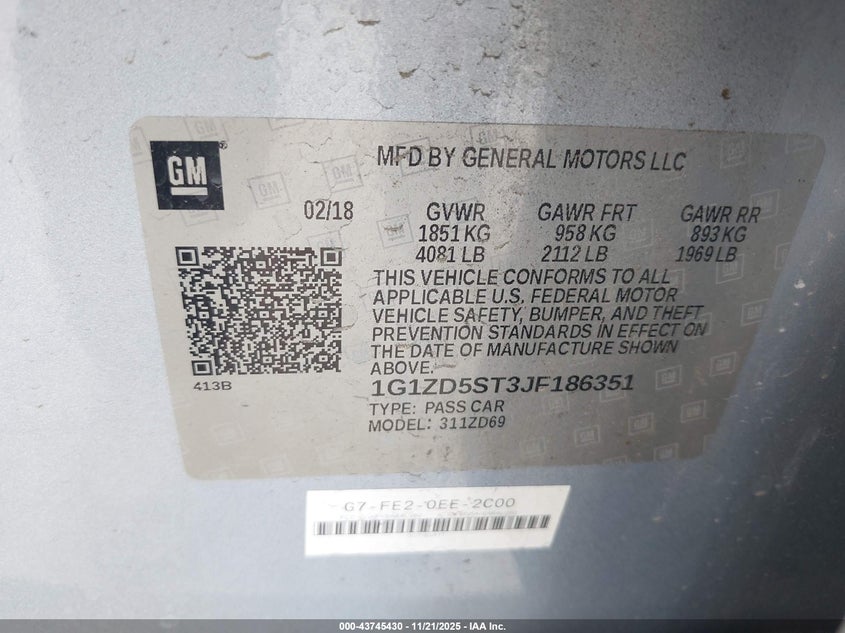 GM
MFD BY GENERAL MOTORS LLC
02/18 GVWR GAWR FRT GAWR RR
1851 KG 958 KG 893 KG
4081 LB 2112 LB 1969 LB
THIS VEHICLE CONFORMS TO ALL
APPLICABLE U.S. FEDERAL MOTOR
VEHICLE SAFETY, BUMPER, AND THEFT
PREVENTION STANDARDS IN EFFECT ON
THE DATE OF MANUFACTURE SHOWN
ABOVE.
413B
1G1ZD5ST3JF186351
TYPE: PASS CAR
MODEL: 311ZD69
G7-FE2-0EE-2C00
000-43745430 - 11/21/2025 - IAA Inc.